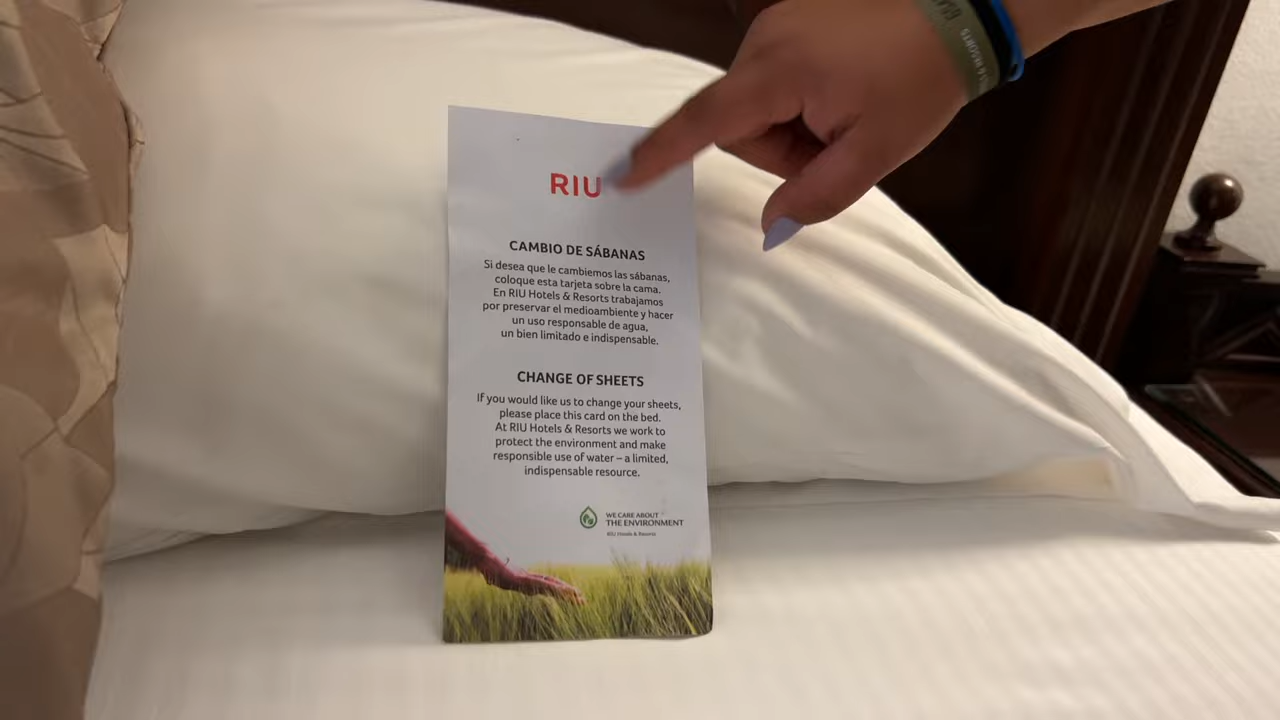 RIU
CAMBIO DE SÁBANAS
Si desea que le cambiemos las sábanas,
coloque esta tarjeta sobre la cama.
En RIU Hotels & Resorts trabajamos
por preservar el medioambiente y hacer
un uso responsable de agua,
un bien limitado e indispensable.
CHANGE OF SHEETS
If you would like us to change your sheets,
please place this card on the bed.
At RIU Hotels & Resorts we work to
protect the environment and make
responsible use of water – a limited,
indispensable resource.
WE CARE ABOUT
THE ENVIRONMENT
RIU Hotels & Resorts
RESORTS